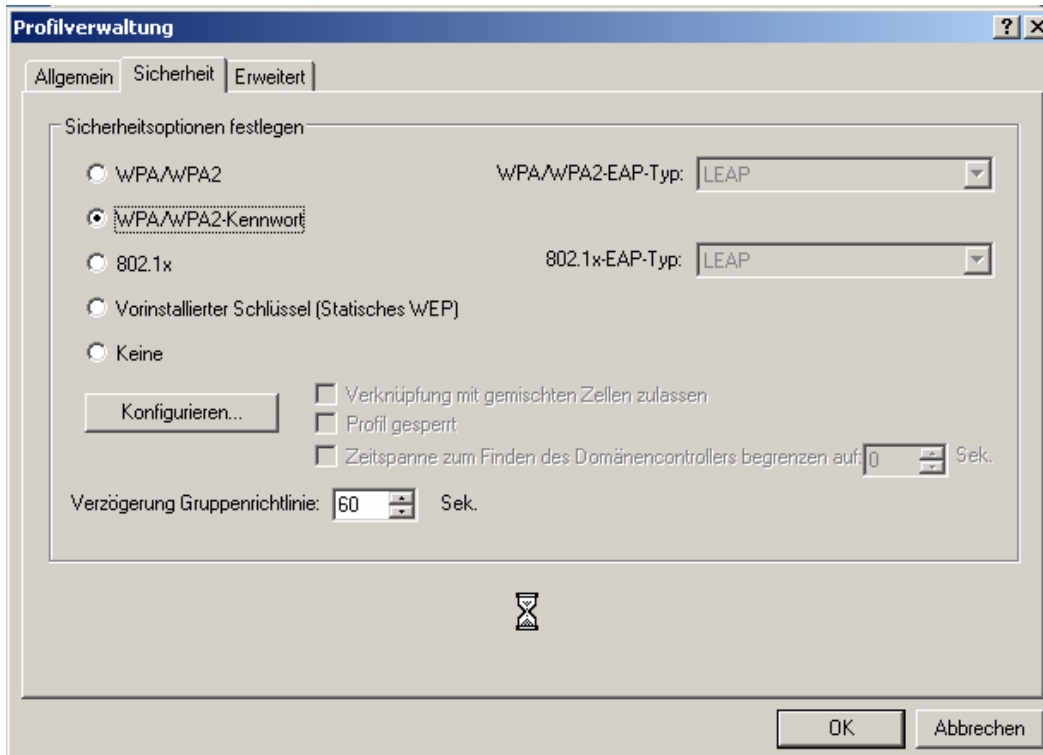 Profilverwaltung
Allgemein Sicherheit Erweitert
Sicherheitsoptionen festlegen
WPA/WPA2 WPA/WPA2-EAP-Typ: LEAP
WPA/WPA2-Kennwort
802.1x 802.1x-EAP-Typ: LEAP
Vorinstallierter Schlüssel (Statisches WEP)
Keine
Konfigurieren...
Verknüpfung mit gemischten Zellen zulassen
Profil gesperrt
Zeitspanne zum Finden des Domänencontrollers begrenzen auf: 0 Sek.
Verzögerung Gruppenrichtlinie: 60 Sek.
OK Abbrechen